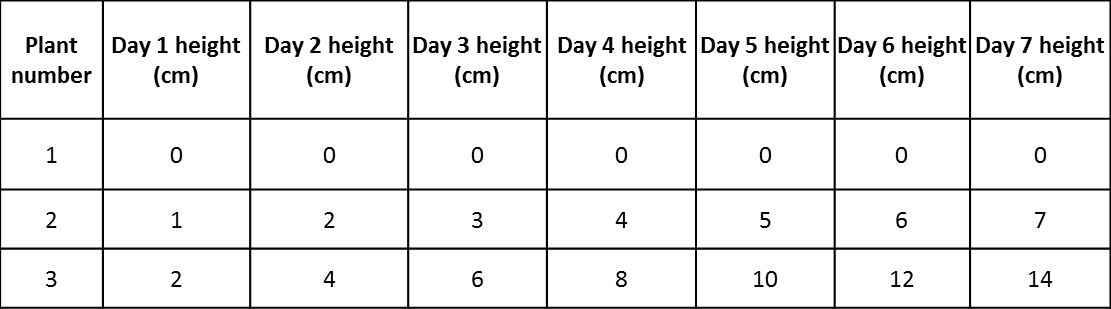 Plant number Day 1 height (cm) Day 2 height (cm) Day 3 height (cm) Day 4 height (cm) Day 5 height (cm) Day 6 height (cm) Day 7 height (cm)
1 0 0 0 0 0 0 0
2 1 2 3 4 5 6 7
3 2 4 6 8 10 12 14